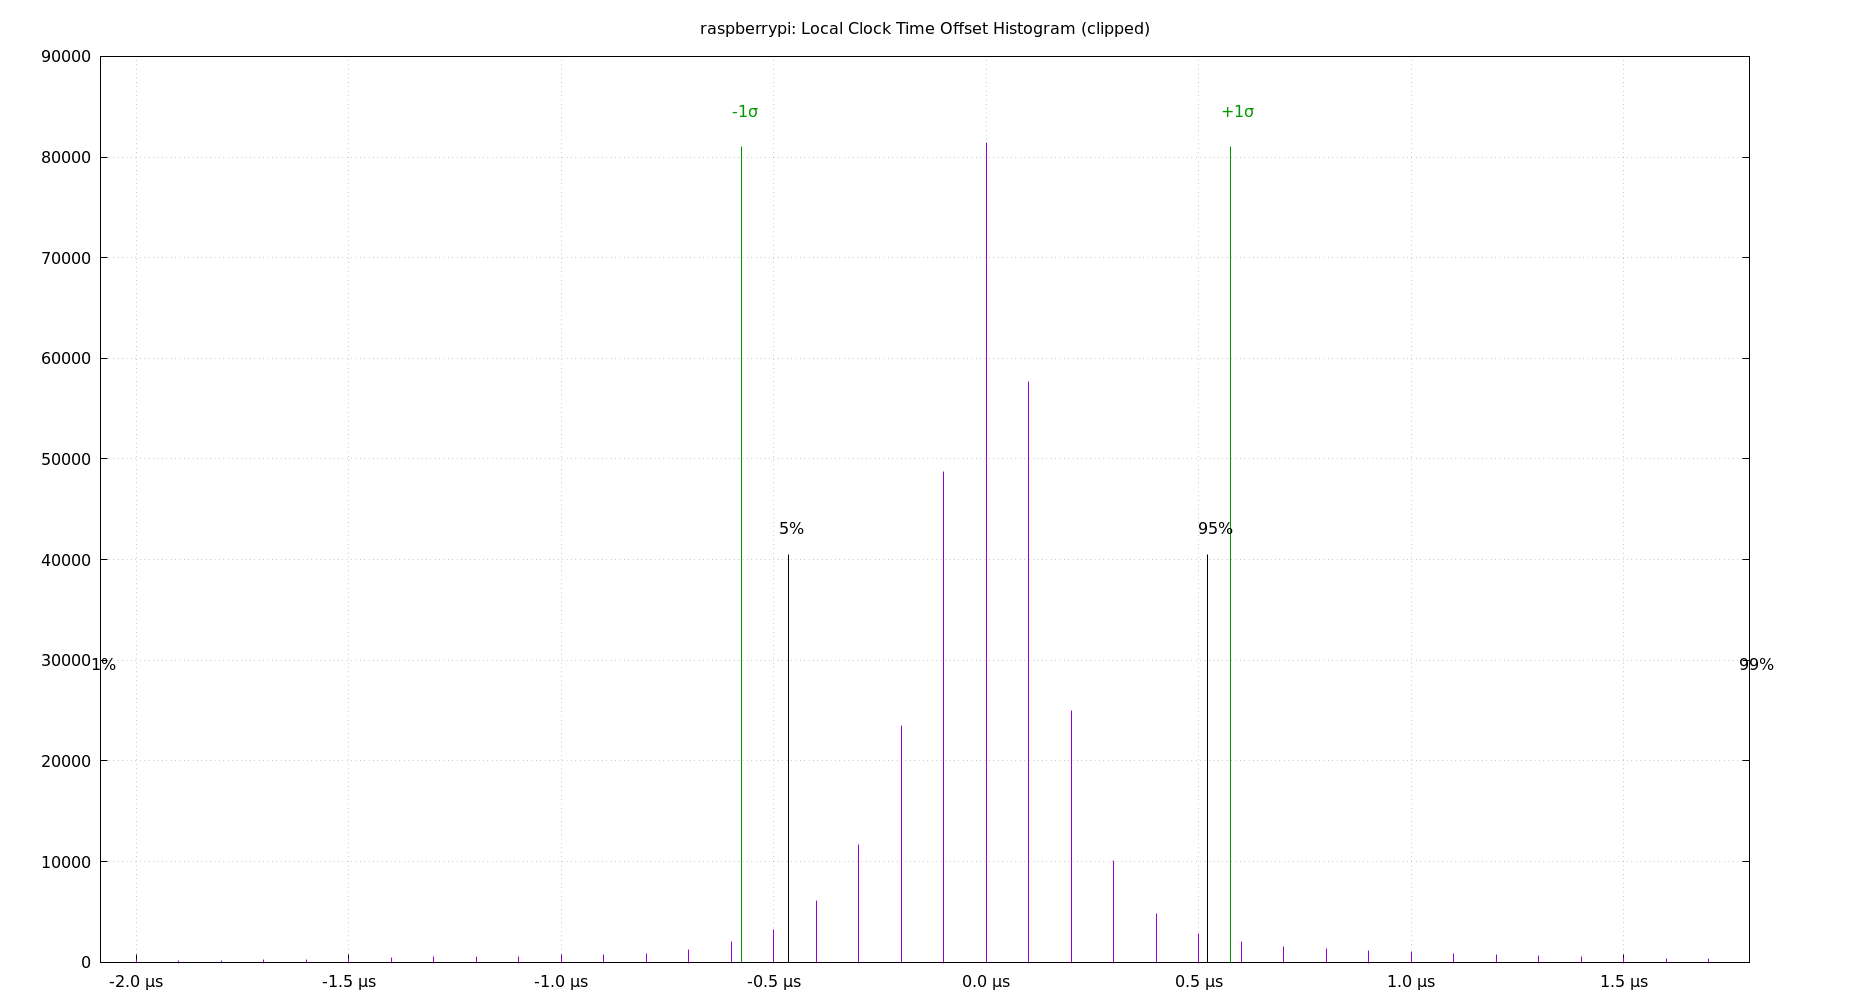 raspberrypi: Local Clock Time Offset Histogram (clipped)
90000
-1σ +1σ
80000
70000
60000
50000
5% 95%
40000
30000 1% 99%
20000
10000
0
-2.0 µs -1.5 µs -1.0 µs -0.5 µs 0.0 µs 0.5 µs 1.0 µs 1.5 µs